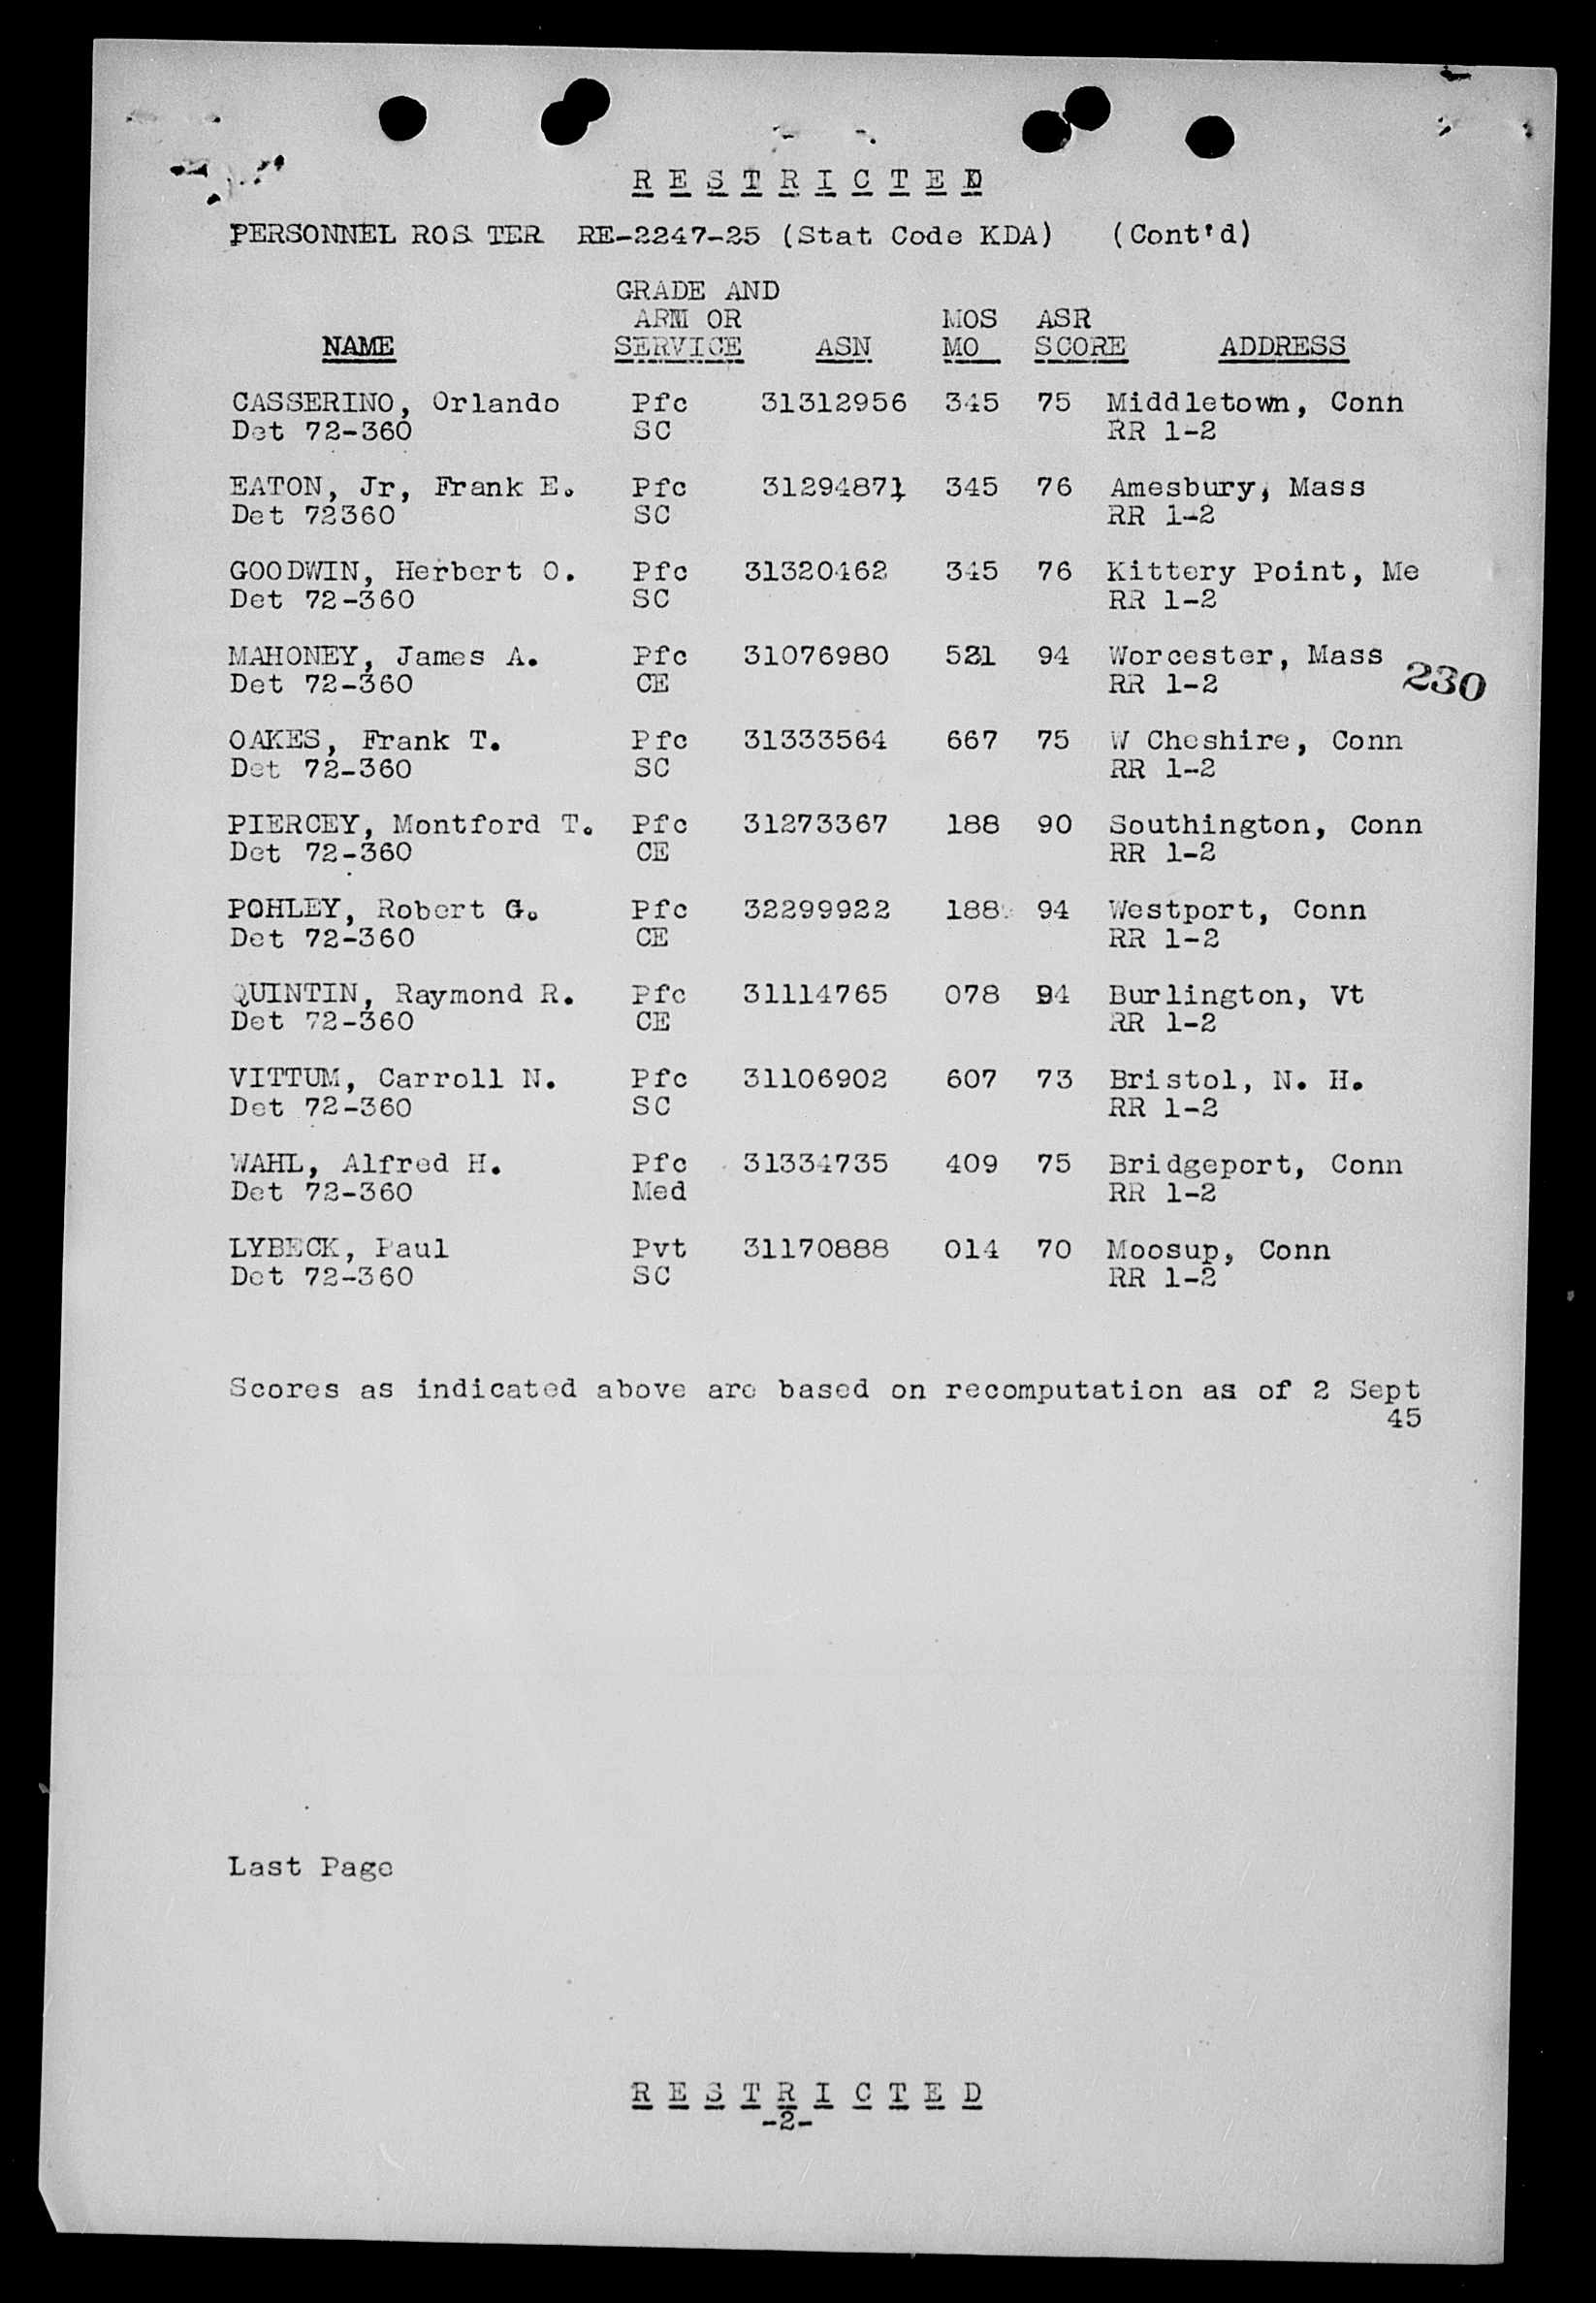 R E S T R I C T E D
PERSONNEL ROS TER RE-2247-25 (Stat Code KDA) (Cont'd)
GRADE AND
ARM OR MOS ASR
NAME SERVICE ASN MO SCORE ADDRESS
CASSERINO, Orlando Pfc 31312956 345 75 Middletown, Conn
Det 72-360 SC RR 1-2
EATON, Jr, Frank E. Pfc 31294871 345 76 Amesbury, Mass
Det 72360 SC RR 1-2
GOODWIN, Herbert O. Pfc 31320462 345 76 Kittery Point, Me
Det 72-360 SC RR 1-2
MAHONEY, James A. Pfc 31076980 521 94 Worcester, Mass
Det 72-360 CE RR 1-2 230
OAKES, Frank T. Pfc 31333564 667 75 W Cheshire, Conn
Det 72-360 SC RR 1-2
PIERCEY, Montford T. Pfc 31273367 188 90 Southington, Conn
Det 72-360 CE RR 1-2
POHLEY, Robert G. Pfc 32299922 188 94 Westport, Conn
Det 72-360 CE RR 1-2
QUINTIN, Raymond R. Pfc 31114765 078 94 Burlington, Vt
Det 72-360 CE RR 1-2
VITTUM, Carroll N. Pfc 31106902 607 73 Bristol, N. H.
Det 72-360 SC RR 1-2
WAHL, Alfred H. Pfc 31334735 409 75 Bridgeport, Conn
Det 72-360 Med RR 1-2
LYBECK, Paul Pvt 31170888 014 70 Moosup, Conn
Det 72-360 SC RR 1-2
Scores as indicated above are based on recomputation as of 2 Sept
45
Last Page
R E S T R I C T E D
-2-